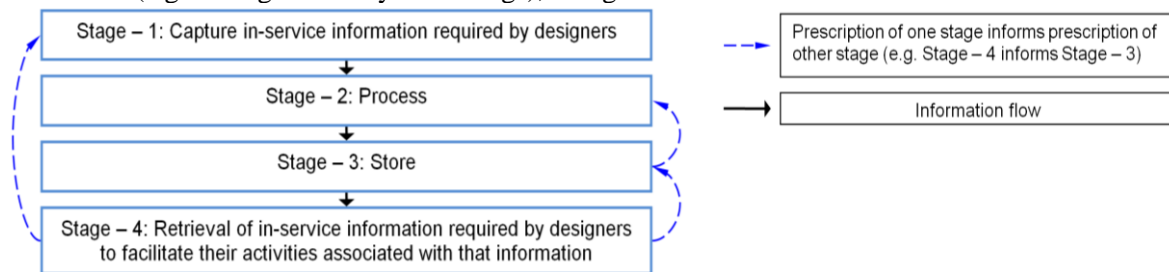 Stage – 1: Capture in-service information required by designers
Stage – 2: Process
Stage – 3: Store
Stage – 4: Retrieval of in-service information required by designers
to facilitate their activities associated with that information
Prescription of one stage informs prescription of
other stage (e.g. Stage – 4 informs Stage – 3)
Information flow